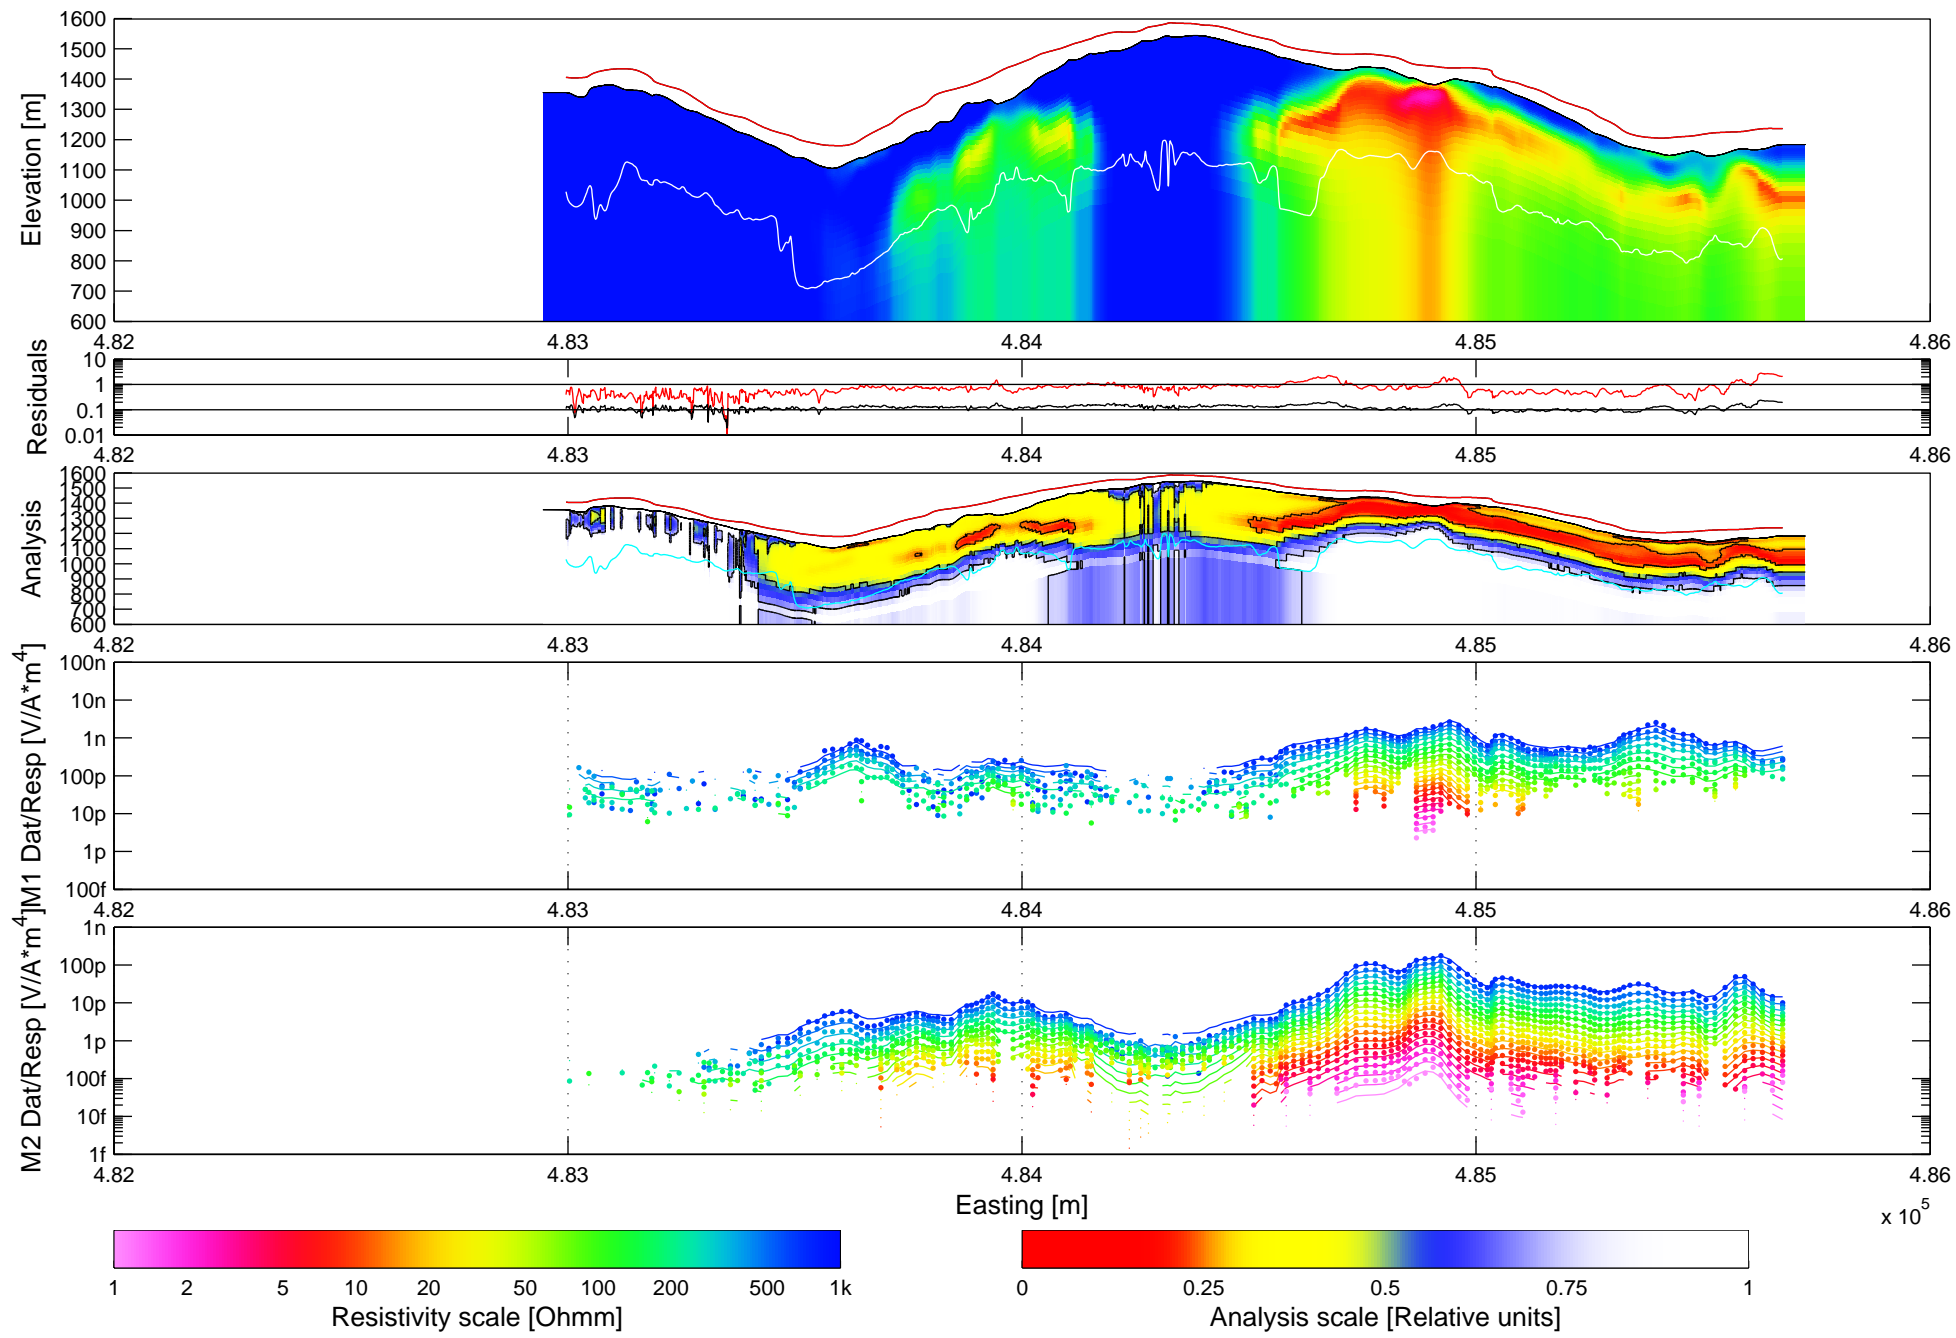 Elevation [m]
1600
1500
1400
1300
1200
1100
1000
900
800
700
600
4.82 4.83 4.84 4.85 4.86
Residuals
10
1
0.1
0.01
4.82 4.83 4.84 4.85 4.86
Analysis
1600
1500
1400
1300
1200
1100
1000
900
800
700
600
4.82 4.83 4.84 4.85 4.86
M1 Dat/Resp [V/A*m^4]
100n
10n
1n
100p
10p
1p
100f
4.82 4.83 4.84 4.85 4.86
M2 Dat/Resp [V/A*m^4]
1n
100p
10p
1p
100f
10f
1f
4.82 4.83 4.84 4.85 4.86
Easting [m]
x 10^5
1 2 5 10 20 50 100 200 500 1k
Resistivity scale [Ohmm]
0 0.25 0.5 0.75 1
Analysis scale [Relative units]